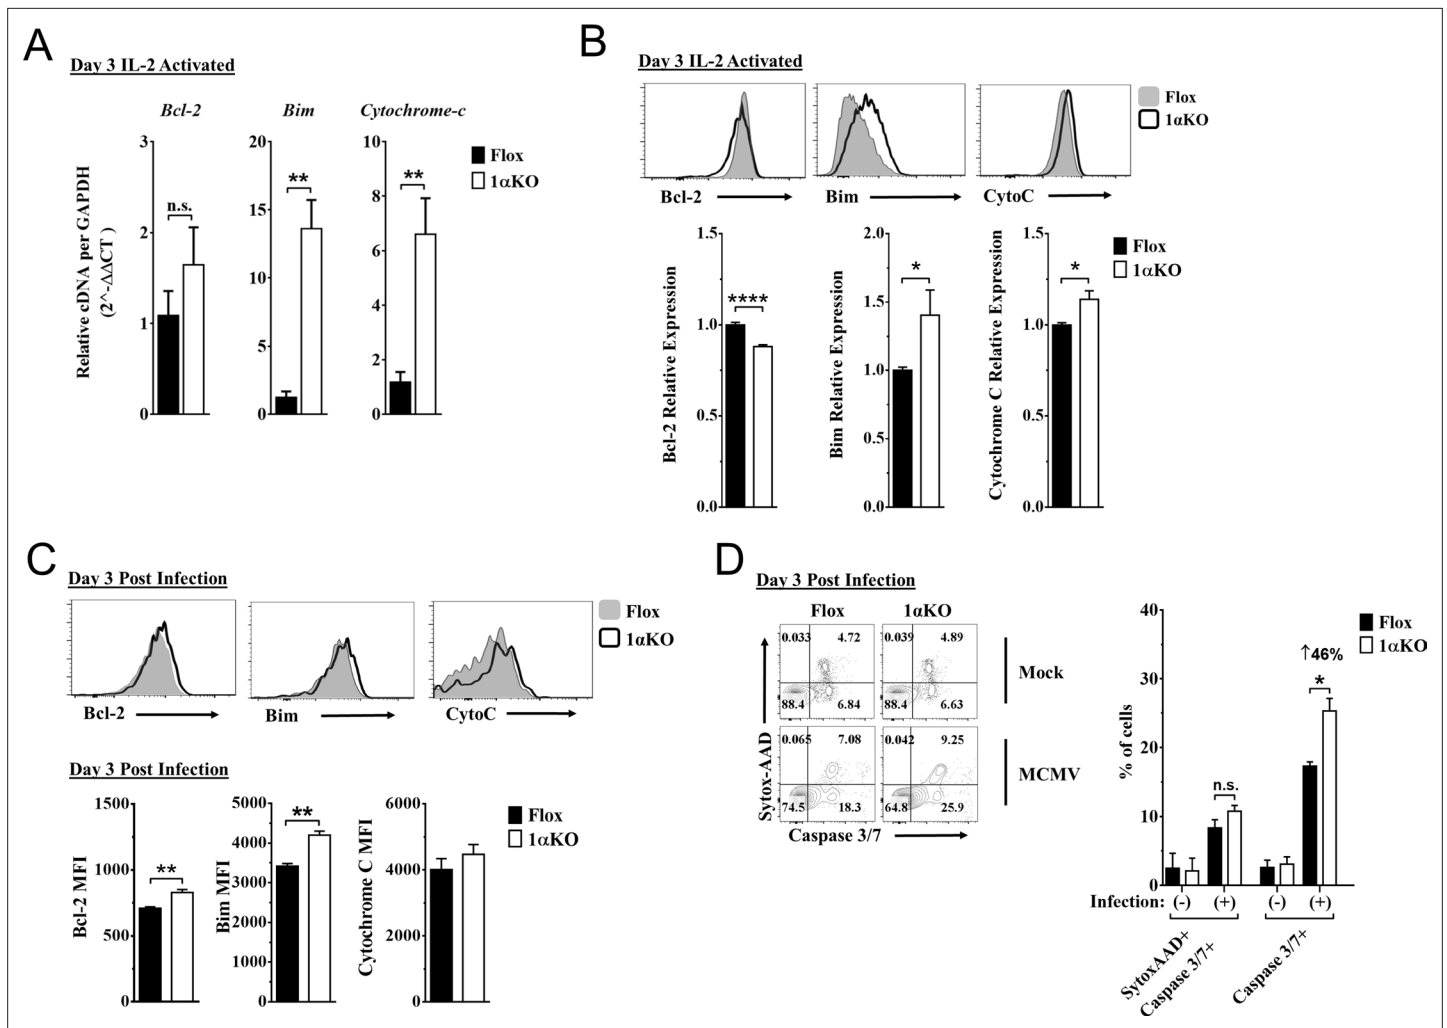 A
Day 3 IL-2 Activated
Bcl-2
Bim
Cytochrome-c
Flox
1αKO
Relative cDNA per GAPDH
(2^-ΔΔCT )
3
2
1
0
n.s.
20
15
10
5
0
**
10
8
6
4
2
0
**
B
Day 3 IL-2 Activated
Flox
1αKO
Bcl-2
Bim
CytoC
Flox
1αKO
Bcl-2 Relative Expression
1.5
1.0
0.5
0.0
****
Bim Relative Expression
2.0
1.5
1.0
0.5
0.0
*
Cytochrome C Relative Expression
1.5
1.0
0.5
0.0
*
C
Day 3 Post Infection
Flox
1αKO
Bcl-2
Bim
CytoC
Day 3 Post Infection
Flox
1αKO
Bcl-2 MFI
1500
1000
500
0
**
Bim MFI
5000
4000
3000
2000
1000
0
**
Cytochrome C MFI
6000
4000
2000
0
D
Day 3 Post Infection
Flox
1αKO
0.033 4.72
88.4 6.84
0.039 4.89
88.4 6.63
Mock
0.065 7.08
74.5 18.3
0.042 9.25
64.8 25.9
MCMV
Sytox-AAD
Caspase 3/7
Flox
1αKO
% of cells
40
30
20
10
0
n.s.
↑46%
*
Infection: (-) (+) (-) (+)
SytoxAAD+
Caspase 3/7+
Caspase 3/7+